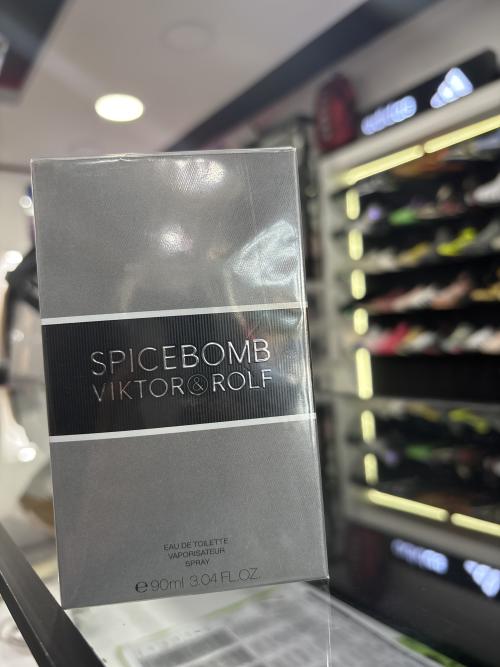 SPICEBOMB
VIKTOR&ROLF
EAU DE TOILETTE
VAPORISATEUR
SPRAY
e 90ml 3.04 FL.OZ.